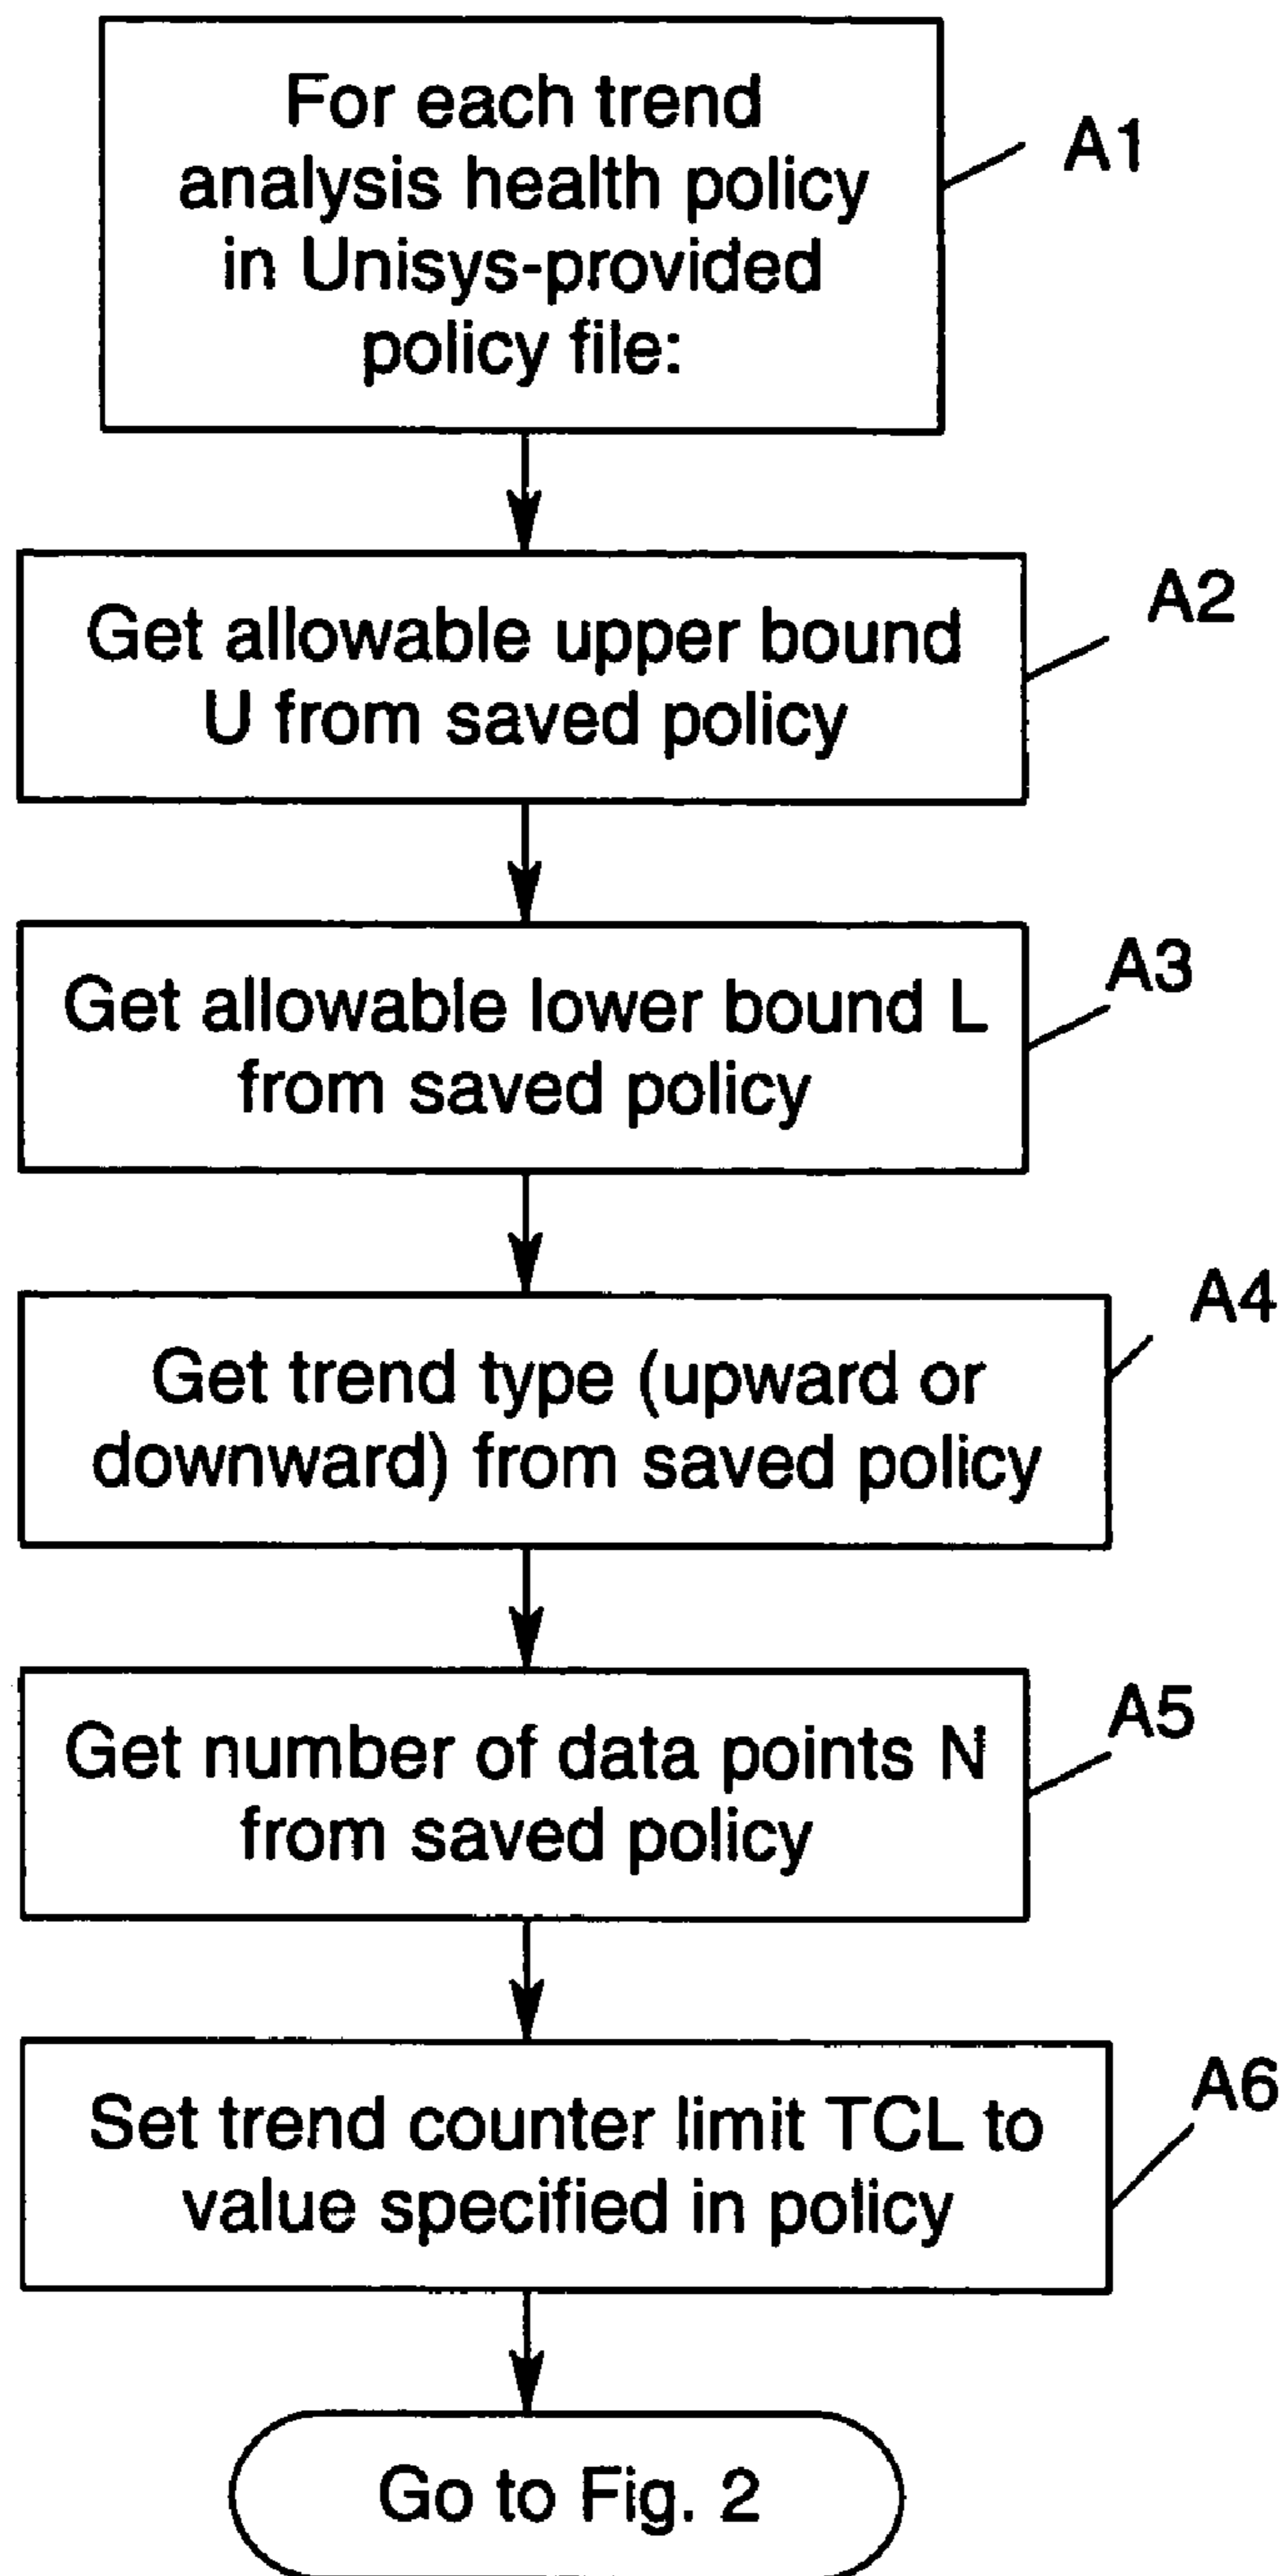 For each trend
analysis health policy
in Unisys-provided
policy file:
A1
Get allowable upper bound
U from saved policy
A2
Get allowable lower bound L
from saved policy
A3
Get trend type (upward or
downward) from saved policy
A4
Get number of data points N
from saved policy
A5
Set trend counter limit TCL to
value specified in policy
A6
Go to Fig. 2